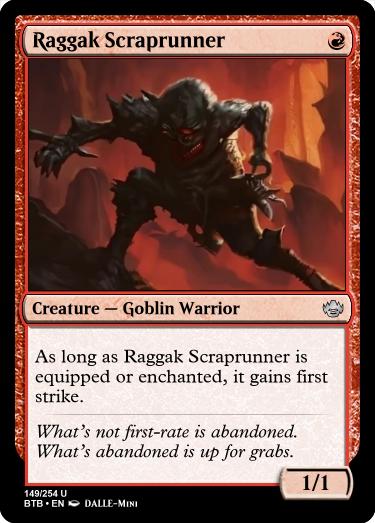 Raggak Scraprunner
Creature — Goblin Warrior
As long as Raggak Scraprunner is
equipped or enchanted, it gains first
strike.
What's not first-rate is abandoned.
What's abandoned is up for grabs.
1/1
149/254 U
BTB • EN DALLE-Mini